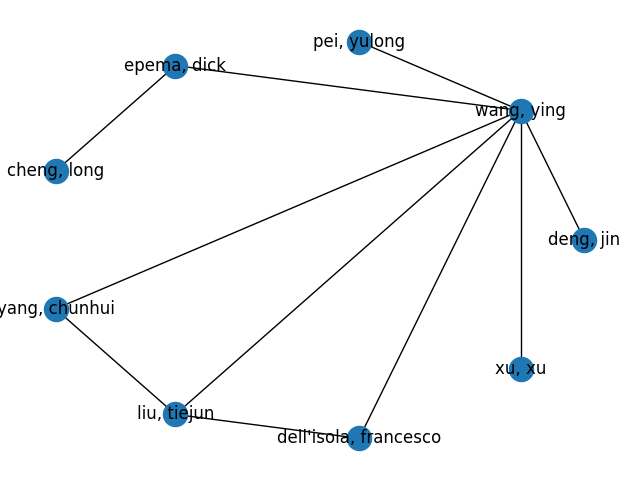 pei, yulong
epema, dick
wang, ying
cheng, long
deng, jin
yang, chunhui
xu, xu
liu, tiejun
dell'isola, francesco